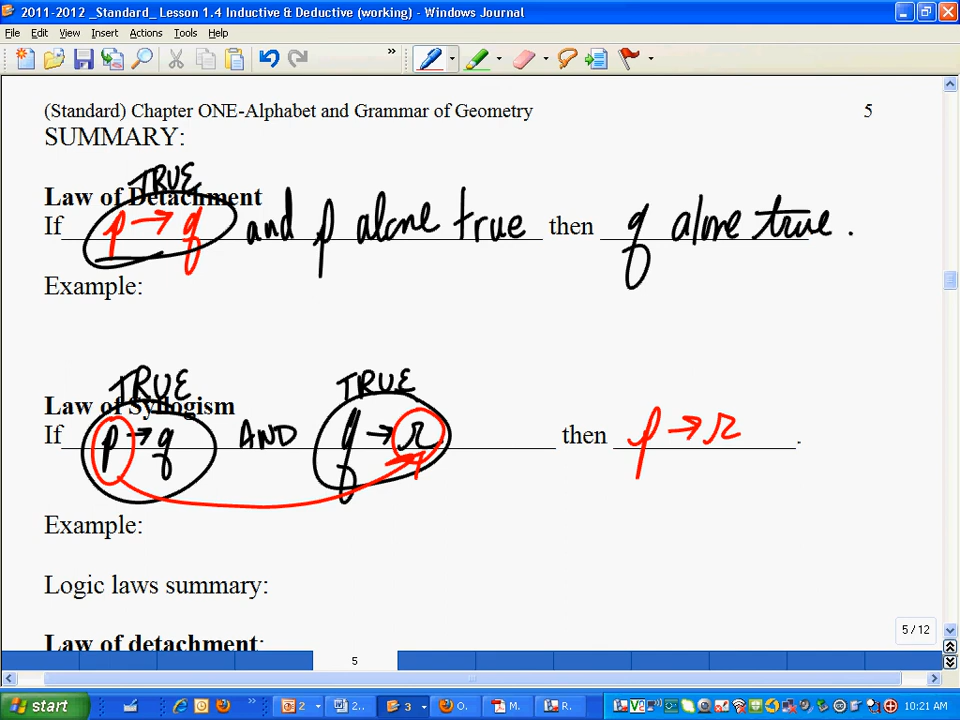 2011-2012 _Standard_ Lesson 1.4 Inductive & Deductive (working) - Windows Journal
File Edit View Insert Actions Tools Help
(Standard) Chapter ONE-Alphabet and Grammar of Geometry 5
SUMMARY:
TRUE
Law of Detachment
If p → q and p alone true then q alone true.
Example:
TRUE TRUE
Law of Syllogism
If p → q AND q → r then p → r.
Example:
Logic laws summary:
Law of detachment:
5 / 12
5
start 2 2.. 3 O. M. R. 10:21 AM